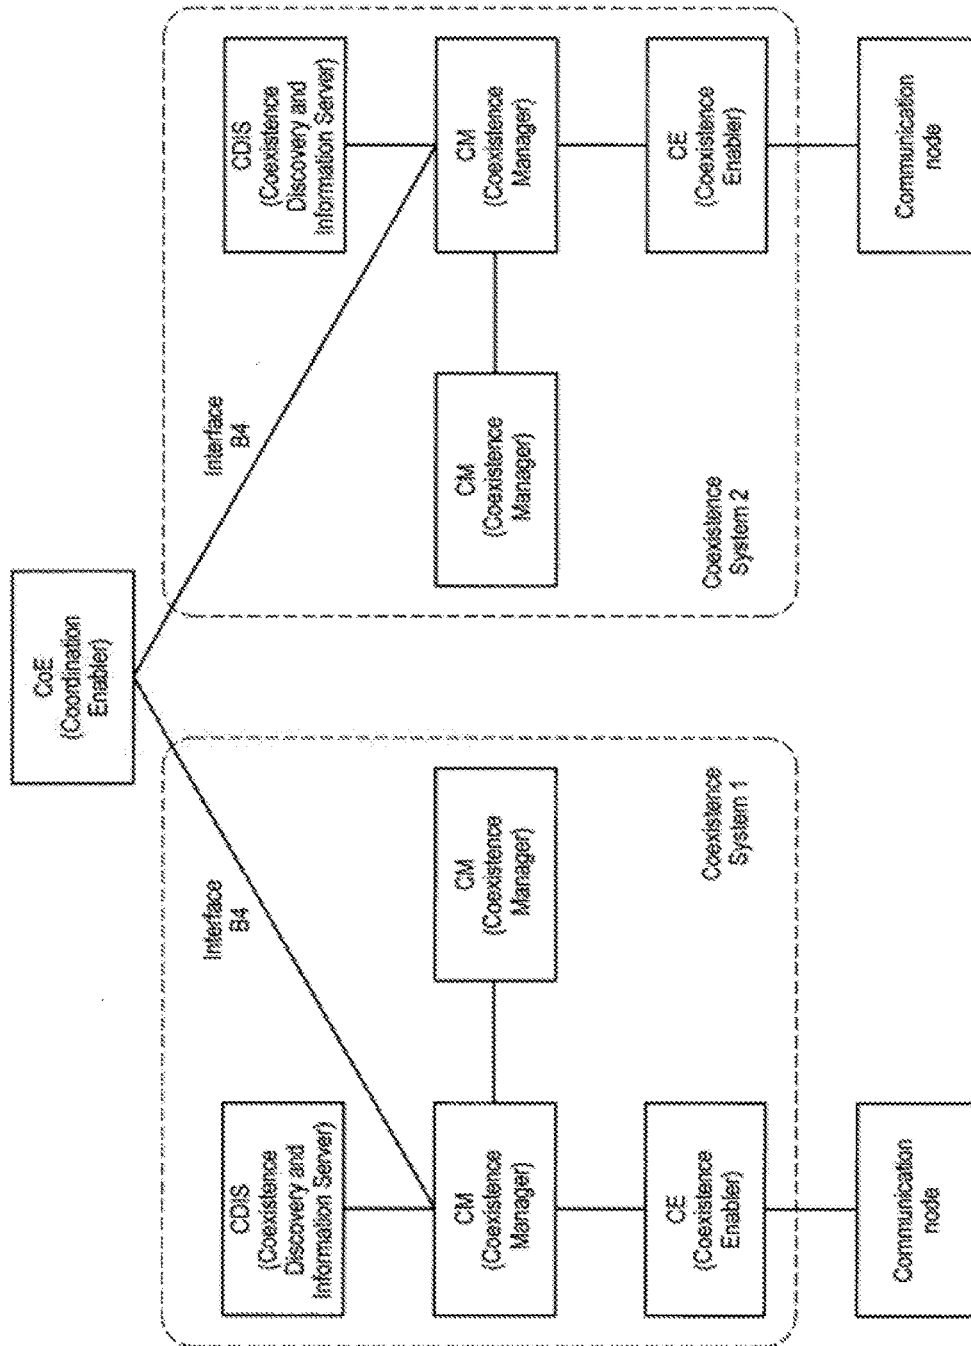 CoE
(Coordination
Enabler)
Interface
B4
Interface
B4
CDIS
(Coexistence
Discovery and
Information Server)
CM
(Coexistence
Manager)
CM
(Coexistence
Manager)
CE
(Coexistence
Enabler)
Coexistence
System 1
Communication
node
CDIS
(Coexistence
Discovery and
Information Server)
CM
(Coexistence
Manager)
CM
(Coexistence
Manager)
CE
(Coexistence
Enabler)
Coexistence
System 2
Communication
node